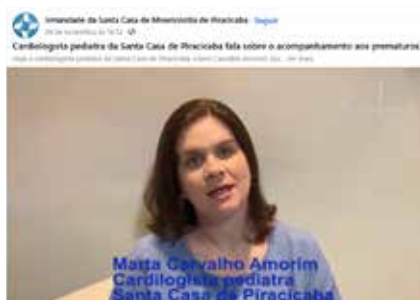 Irmandade da Santa Casa de Misericórdia de Piracicaba · Seguir
Cardiologista pediatra da Santa Casa de Piracicaba fala sobre o acompanhamento aos prematuros
Marta Carvalho Amorim
Cardilogista pediatra
Santa Casa de Piracicaba